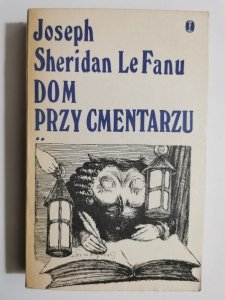 Joseph
Sheridan Le Fanu
DOM
PRZY CMENTARZU